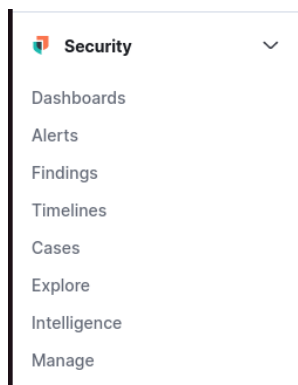 Security
Dashboards
Alerts
Findings
Timelines
Cases
Explore
Intelligence
Manage